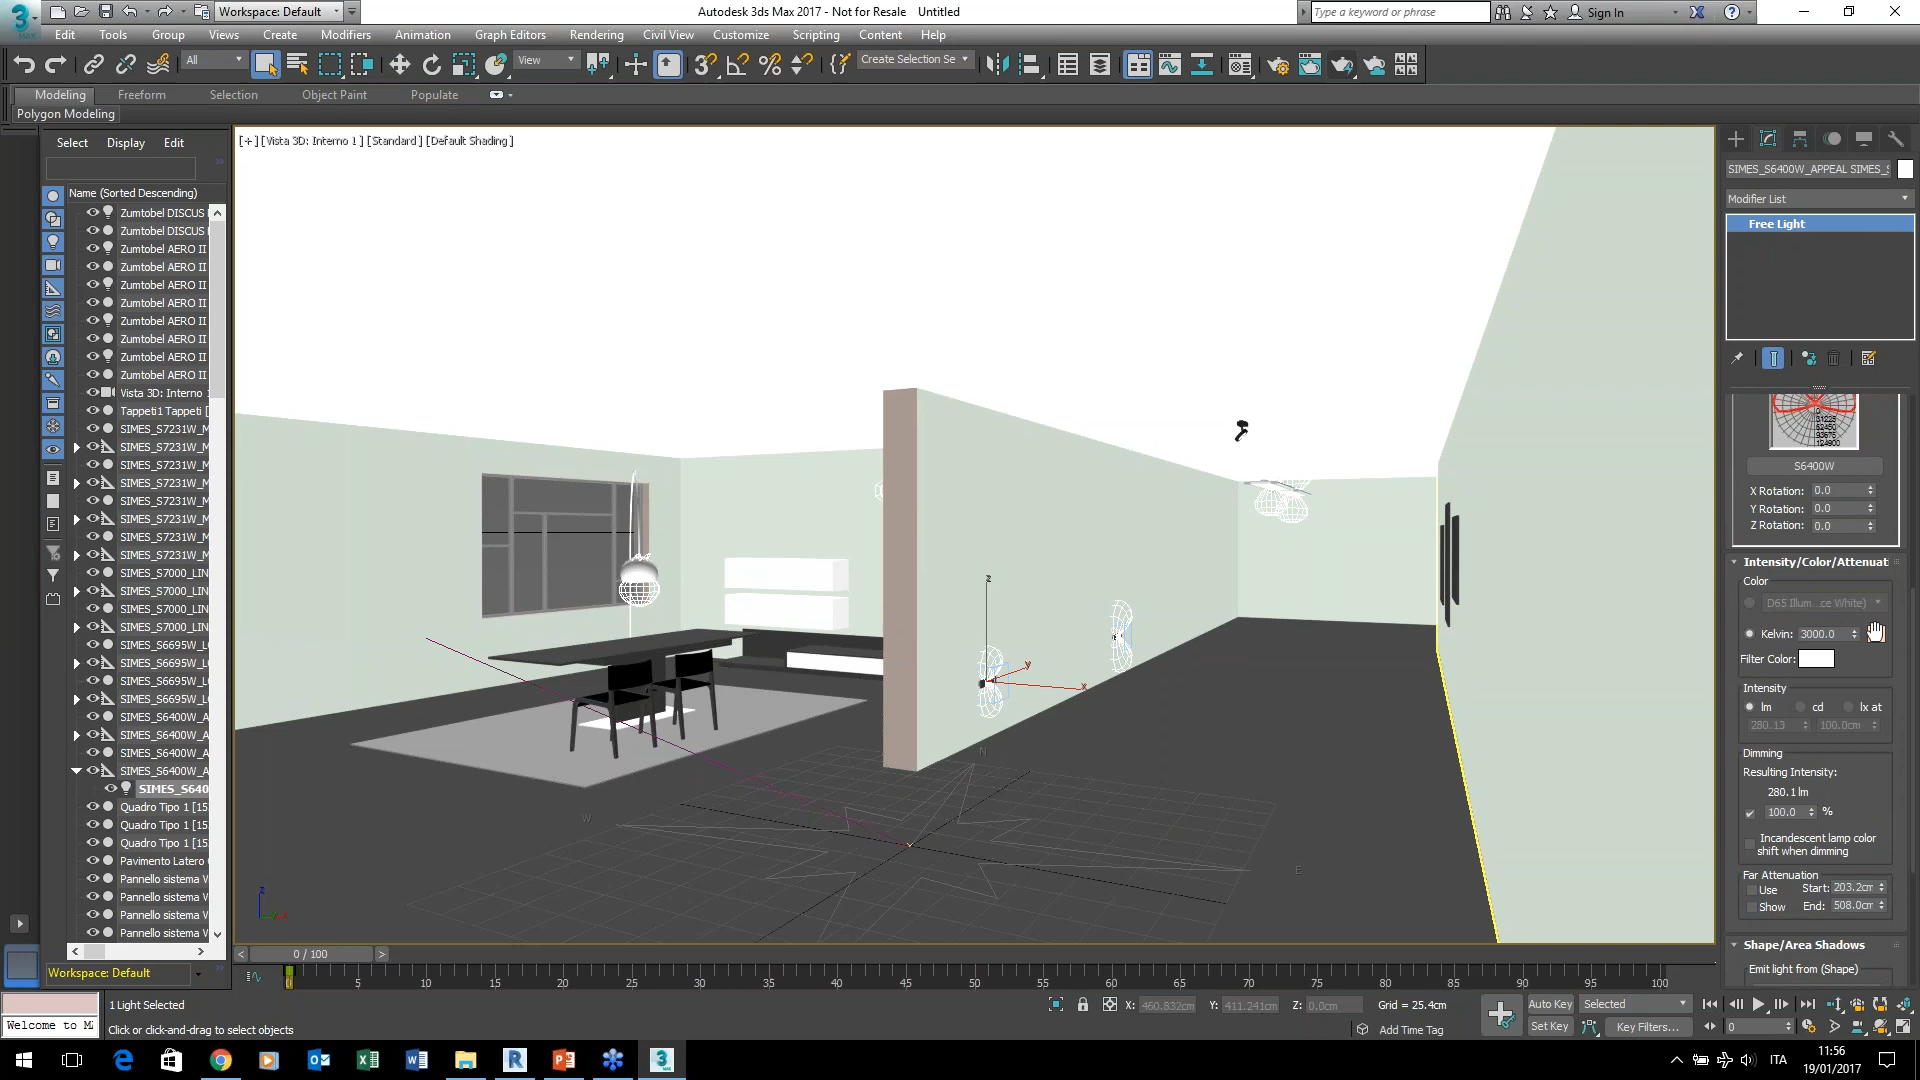 Workspace: Default
Autodesk 3ds Max 2017 - Not for Resale   Untitled
Type a keyword or phrase
Sign In
MAX
Edit Tools Group Views Create Modifiers Animation Graph Editors Rendering Civil View Customize Scripting Content Help
All
View
Create Selection Se
Modeling Freeform Selection Object Paint Populate
Polygon Modeling
Select Display Edit
[+] [Vista 3D: Interno 1 ] [Standard ] [Default Shading ]
Name (Sorted Descending)
Zumtobel DISCUS
Zumtobel DISCUS
Zumtobel AERO II
Zumtobel AERO II
Zumtobel AERO II
Zumtobel AERO II
Zumtobel AERO II
Zumtobel AERO II
Zumtobel AERO II
Zumtobel AERO II
Vista 3D: Interno
Tappeti1 Tappeti [
SIMES_S7231W_M
SIMES_S7231W_M
SIMES_S7231W_M
SIMES_S7231W_M
SIMES_S7231W_M
SIMES_S7231W_M
SIMES_S7231W_M
SIMES_S7231W_M
SIMES_S7000_LIN
SIMES_S7000_LIN
SIMES_S7000_LIN
SIMES_S7000_LIN
SIMES_S6695W_L
SIMES_S6695W_L
SIMES_S6695W_L
SIMES_S6695W_L
SIMES_S6400W_A
SIMES_S6400W_A
SIMES_S6400W_A
SIMES_S6400W_A
SIMES_S640
Quadro Tipo 1 [15
Quadro Tipo 1 [15
Quadro Tipo 1 [15
Pavimento Latero
Pannello sistema V
Pannello sistema V
Pannello sistema V
Pannello sistema V
Workspace: Default
z
y
x
N
W
E
z
SIMES_S6400W_APPEAL SIMES_S
Modifier List
Free Light
0
31225
62450
93675
124900
S6400W
X Rotation: 0.0
Y Rotation: 0.0
Z Rotation: 0.0
Intensity/Color/Attenuat
Color
D65 Illum...ce White)
Kelvin: 3000.0
Filter Color:
Intensity
lm cd lx at
280.13 100.0cm
Dimming
Resulting Intensity:
280.1 lm
100.0 %
Incandescent lamp color
shift when dimming
Far Attenuation
Use Start: 203.2cm
Show End: 508.0cm
Shape/Area Shadows
Emit light from (Shape)
< 0 / 100 >
0 5 10 15 20 25 30 35 40 45 50 55 60 65 70 75 80 85 90 95 100
1 Light Selected
X: 460.832cm Y: 411.241cm Z: 0.0cm Grid = 25.4cm
Auto Key Selected
Welcome to M
Click or click-and-drag to select objects
Add Time Tag
Set Key Key Filters... 0
ITA
11:56
19/01/2017